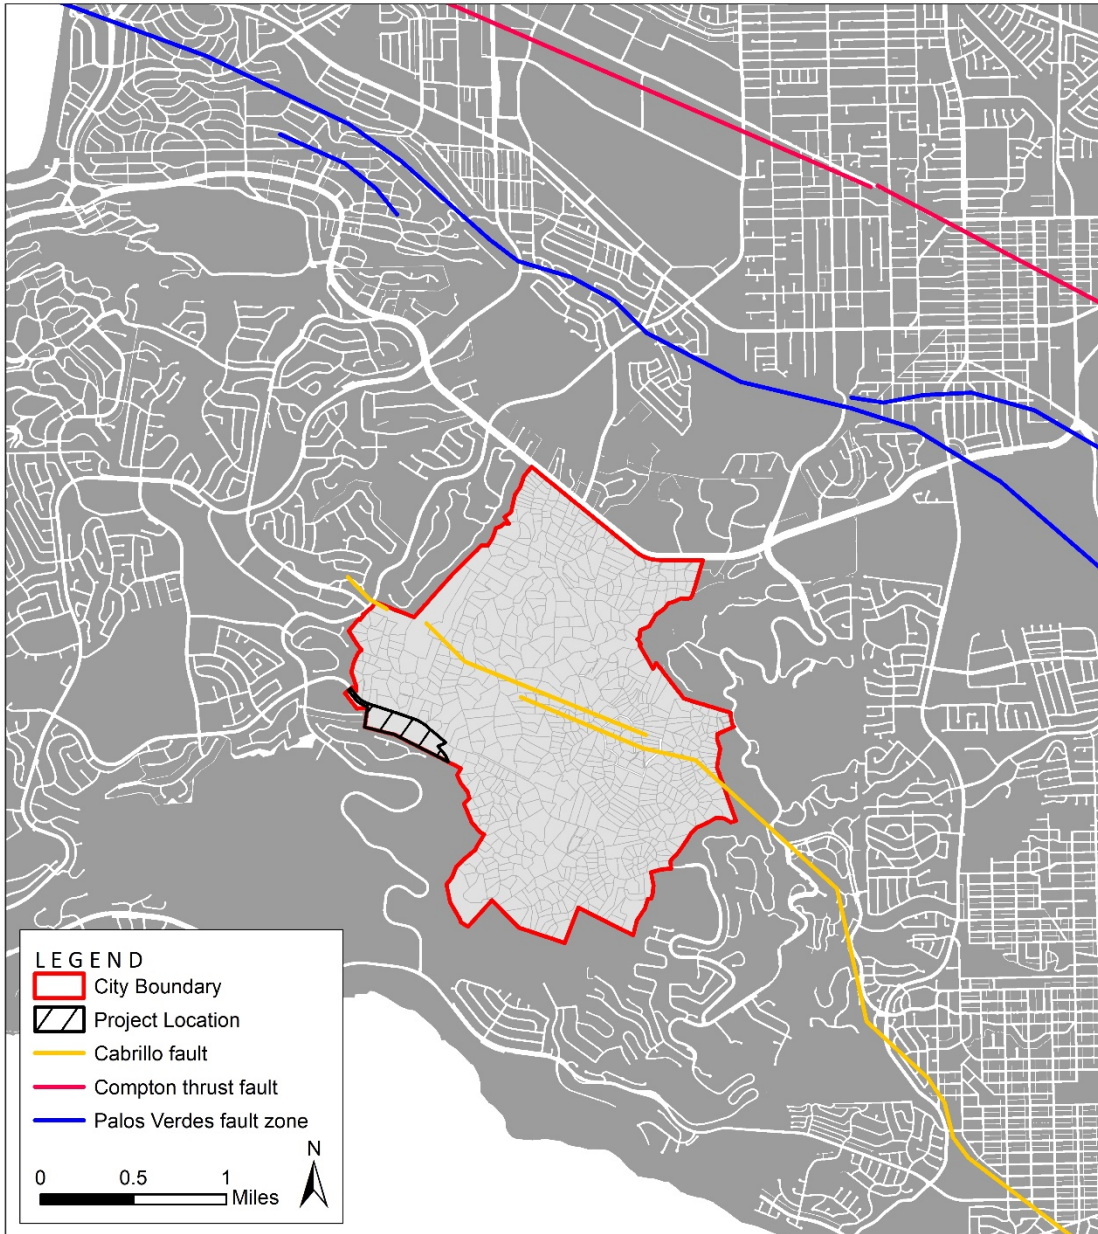 LEGEND
City Boundary
Project Location
Cabrillo fault
Compton thrust fault
Palos Verdes fault zone
N
0 0.5 1
Miles